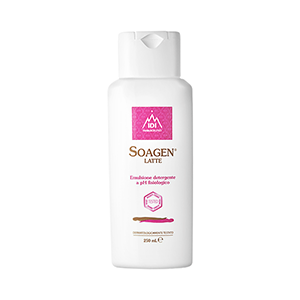 IDI
SOAGEN®
LATTE
Emulsione detergente
a pH fisiologico
250 mL ℮